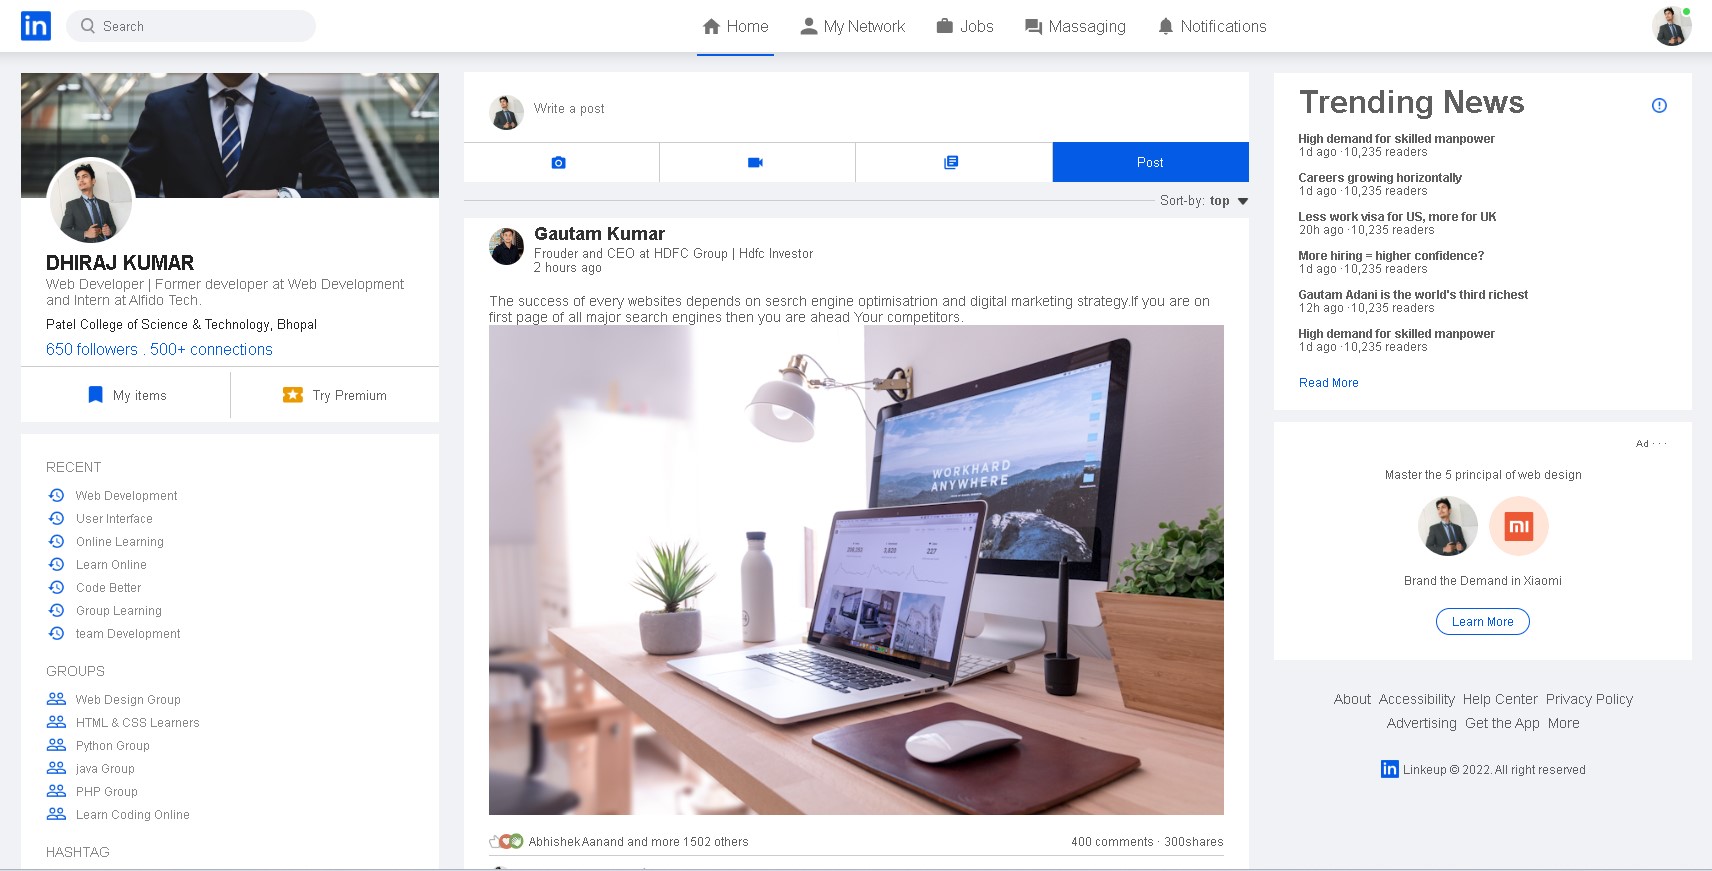 in
Search
Home
My Network
Jobs
Massaging
Notifications
DHIRAJ KUMAR
Web Developer | Former developer at Web Development
and Intern at Alfido Tech.
Patel College of Science & Technology, Bhopal
650 followers . 500+ connections
My items
Try Premium
RECENT
Web Development
User Interface
Online Learning
Learn Online
Code Better
Group Learning
team Development
GROUPS
Web Design Group
HTML & CSS Learners
Python Group
java Group
PHP Group
Learn Coding Online
HASHTAG
Write a post
Post
Sort-by: top
Gautam Kumar
Frouder and CEO at HDFC Group | Hdfc Investor
2 hours ago
The success of every websites depends on sesrch engine optimisatrion and digital marketing strategy.If you are on
first page of all major search engines then you are ahead Your competitors.
WORKHARD
ANYWHERE
AbhishekAanand and more 1502 others
400 comments · 300shares
Trending News
High demand for skilled manpower
1d ago ·10,235 readers
Careers growing horizontally
1d ago ·10,235 readers
Less work visa for US, more for UK
20h ago ·10,235 readers
More hiring = higher confidence?
1d ago ·10,235 readers
Gautam Adani is the world's third richest
12h ago ·10,235 readers
High demand for skilled manpower
1d ago ·10,235 readers
Read More
Ad · · ·
Master the 5 principal of web design
mi
Brand the Demand in Xiaomi
Learn More
About Accessibility Help Center Privacy Policy
Advertising Get the App More
in Linkeup © 2022. All right reserved